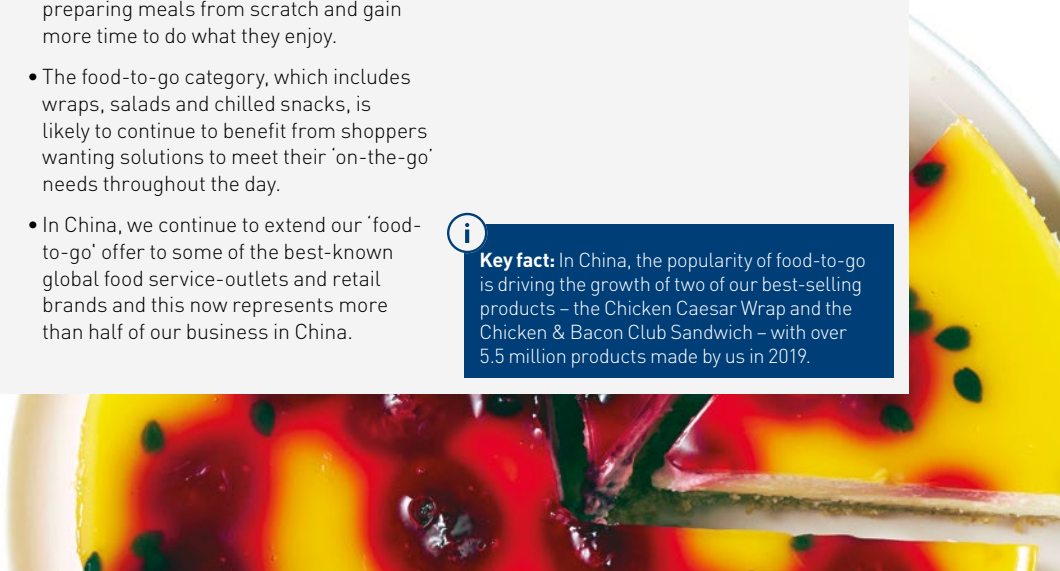 preparing meals from scratch and gain
more time to do what they enjoy.
• The food-to-go category, which includes
wraps, salads and chilled snacks, is
likely to continue to benefit from shoppers
wanting solutions to meet their ‘on-the-go’
needs throughout the day.
• In China, we continue to extend our ‘food-
to-go’ offer to some of the best-known
global food service-outlets and retail
brands and this now represents more
than half of our business in China.
i
Key fact: In China, the popularity of food-to-go
is driving the growth of two of our best-selling
products – the Chicken Caesar Wrap and the
Chicken & Bacon Club Sandwich – with over
5.5 million products made by us in 2019.